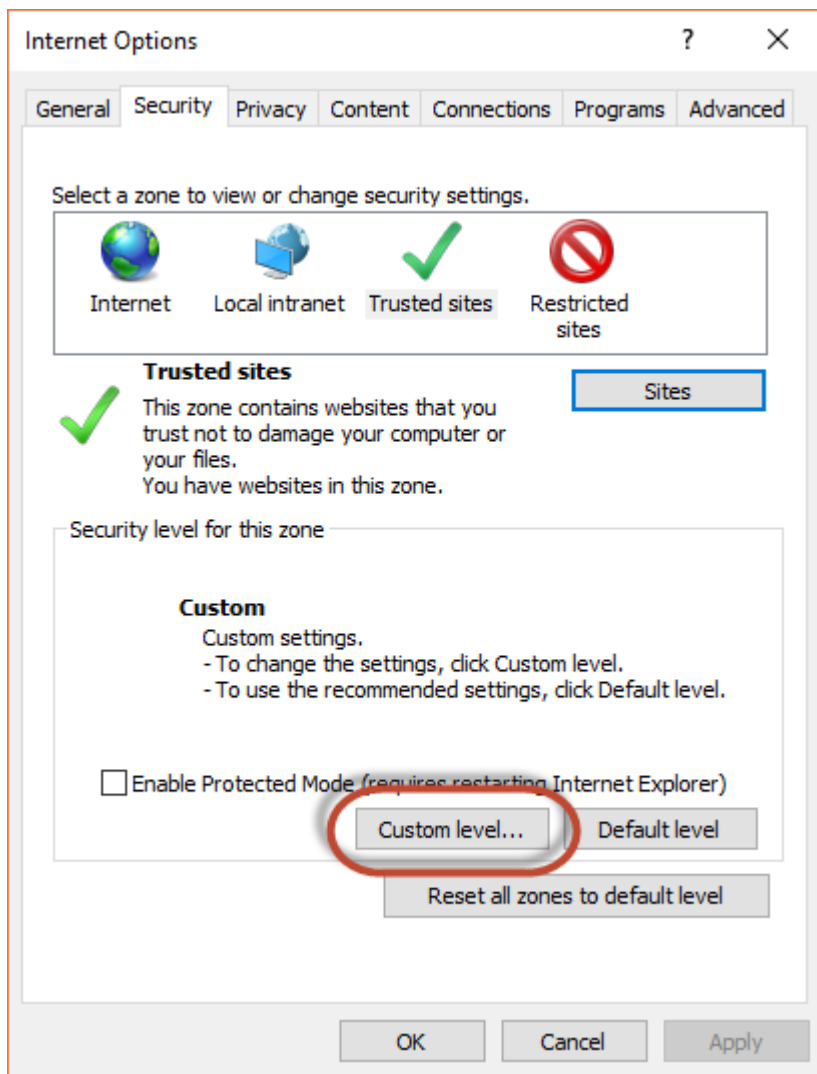 Internet Options
?
General Security Privacy Content Connections Programs Advanced
Select a zone to view or change security settings.
Internet
Local intranet
Trusted sites
Restricted
sites
Trusted sites
Sites
This zone contains websites that you
trust not to damage your computer or
your files.
You have websites in this zone.
Security level for this zone
Custom
Custom settings.
- To change the settings, click Custom level.
- To use the recommended settings, click Default level.
Enable Protected Mode (requires restarting Internet Explorer)
Custom level...
Default level
Reset all zones to default level
OK
Cancel
Apply